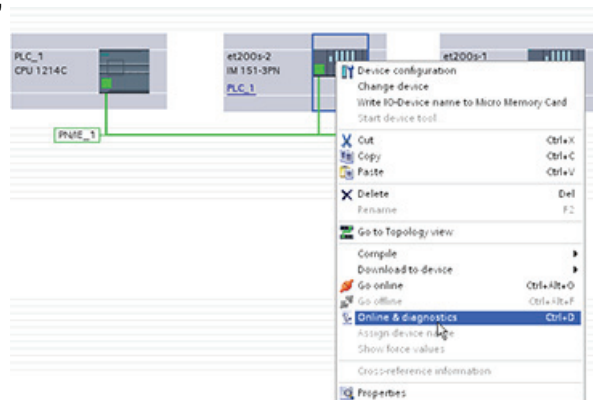 PLC_1
CPU 1214C
et200s-2
IM 151-3PN
PLC_1
et200s-1
PN/IE_1
Device configuration
Change device
Write IO-Device name to Micro Memory Card
Start device tool
Cut Ctrl+X
Copy Ctrl+C
Paste Ctrl+V
Delete Del
Rename F2
Go to Topology view
Compile
Download to device
Go online Ctrl+Alt+O
Go offline Ctrl+Alt+F
Online & diagnostics Ctrl+D
Assign device name
Show force values
Cross-reference information
Properties